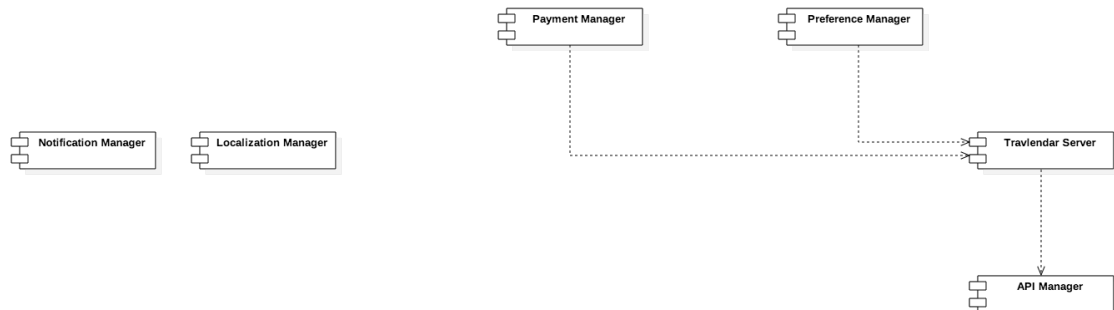 Payment Manager
Preference Manager
Notification Manager
Localization Manager
Travlendar Server
API Manager